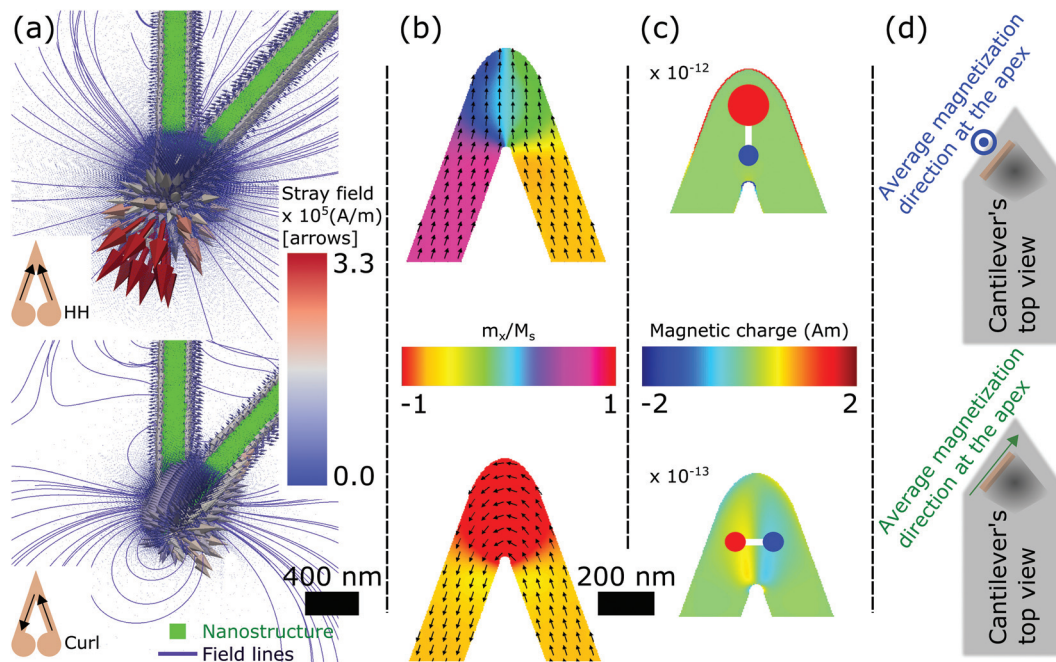 (a)
Stray field
x 10⁵(A/m)
[arrows]
3.3
0.0
HH
Curl
Nanostructure
Field lines
400 nm
(b)
mₓ/Mₛ
-1
1
200 nm
(c)
x 10⁻¹²
Magnetic charge (Am)
-2
2
x 10⁻¹³
(d)
Average magnetization
direction at the apex
Cantilever's
top view
Average magnetization
direction at the apex
Cantilever's
top view